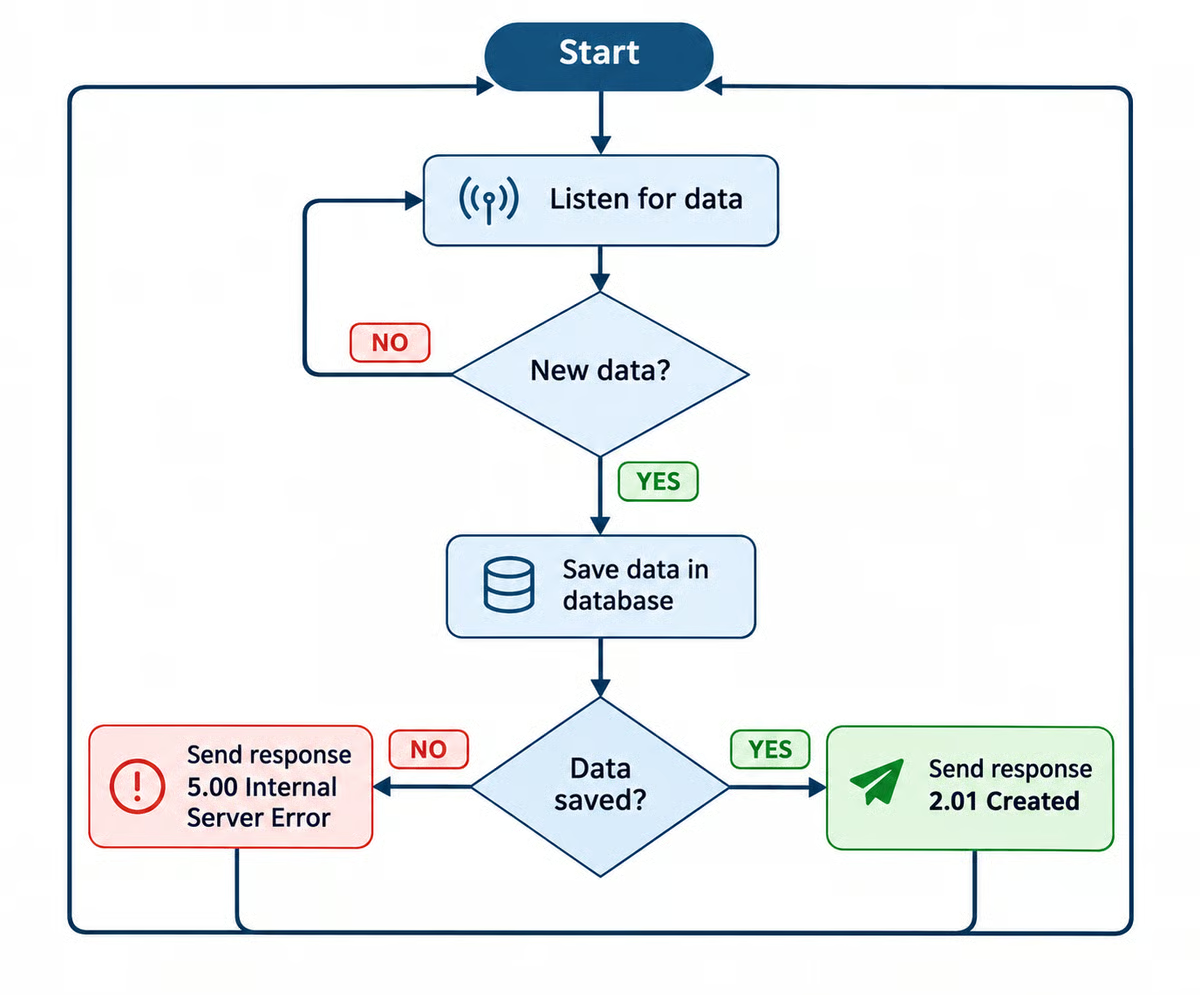 Start
Listen for data
New data?
NO
YES
Save data in
database
Data
saved?
NO
YES
Send response
5.00 Internal
Server Error
Send response
2.01 Created